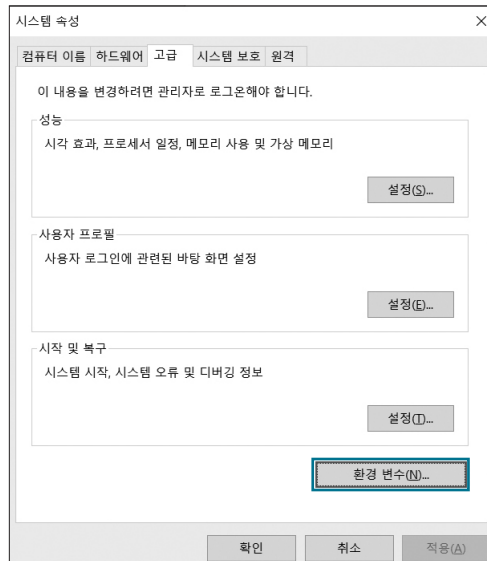 시스템 속성
컴퓨터 이름 하드웨어 고급 시스템 보호 원격
이 내용을 변경하려면 관리자로 로그온해야 합니다.
성능
시각 효과, 프로세서 일정, 메모리 사용 및 가상 메모리
설정(S)...
사용자 프로필
사용자 로그인에 관련된 바탕 화면 설정
설정(E)...
시작 및 복구
시스템 시작, 시스템 오류 및 디버깅 정보
설정(T)...
환경 변수(N)...
확인 취소 적용(A)